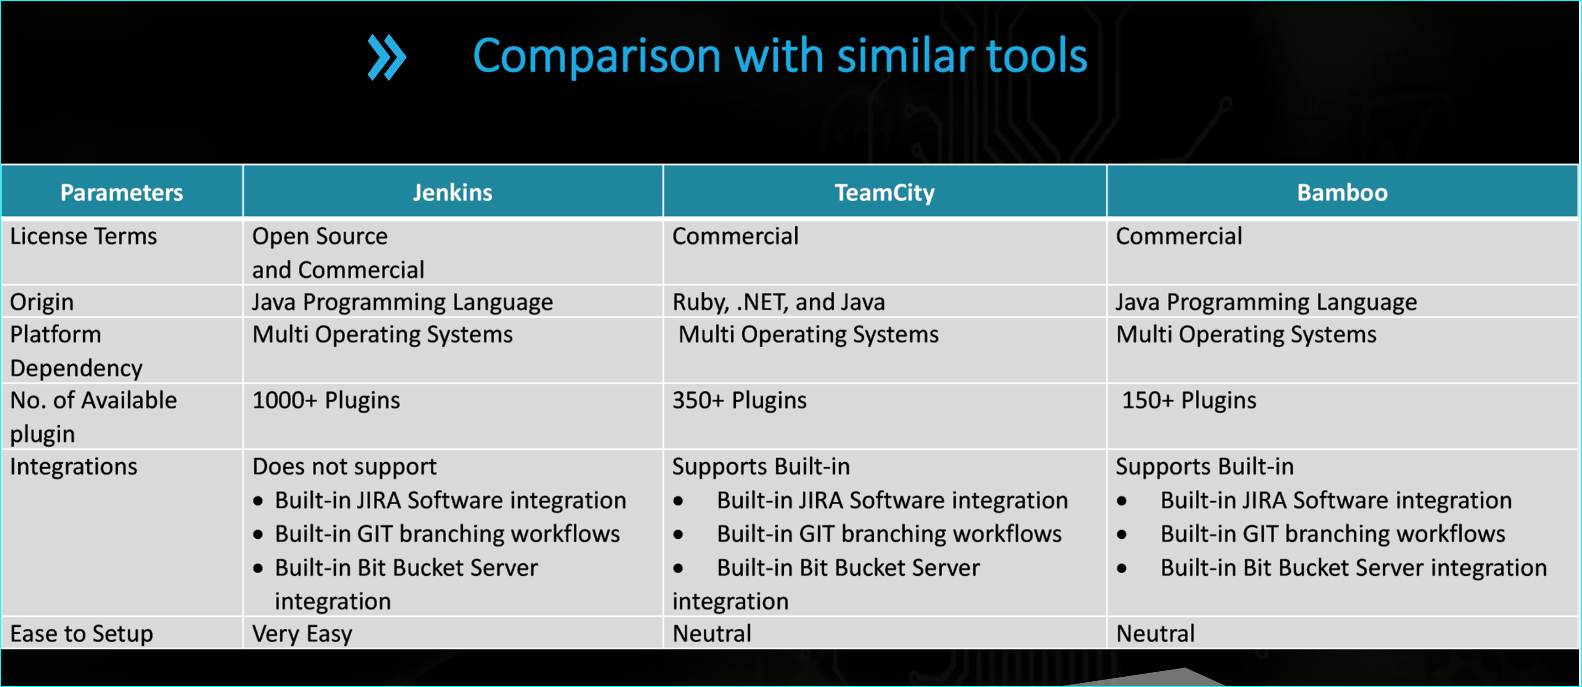 Comparison with similar tools
Parameters Jenkins TeamCity Bamboo
License Terms Open Source Commercial Commercial
and Commercial
Origin Java Programming Language Ruby, .NET, and Java Java Programming Language
Platform Multi Operating Systems Multi Operating Systems Multi Operating Systems
Dependency
No. of Available 1000+ Plugins 350+ Plugins 150+ Plugins
plugin
Integrations Does not support Supports Built-in Supports Built-in
• Built-in JIRA Software integration • Built-in JIRA Software integration • Built-in JIRA Software integration
• Built-in GIT branching workflows • Built-in GIT branching workflows • Built-in GIT branching workflows
• Built-in Bit Bucket Server • Built-in Bit Bucket Server • Built-in Bit Bucket Server integration
integration integration
Ease to Setup Very Easy Neutral Neutral